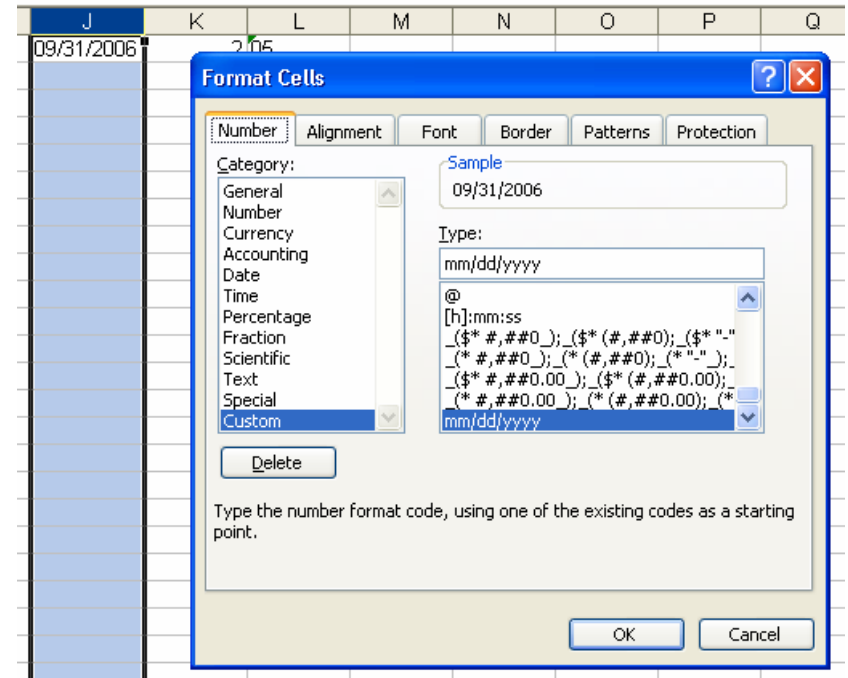 J K L M N O P Q
09/31/2006 2 05
Format Cells
Number Alignment Font Border Patterns Protection
Category:
General
Number
Currency
Accounting
Date
Time
Percentage
Fraction
Scientific
Text
Special
Custom
Sample
09/31/2006
Type:
mm/dd/yyyy
@
[h]:mm:ss
_($* #,##0_);_($* (#,##0);_($* "-"
_(* #,##0_);_(* (#,##0);_(* "-"_);_
_($* #,##0.00_);_($* (#,##0.00);_
_(* #,##0.00_);_(* (#,##0.00);_(*
mm/dd/yyyy
Delete
Type the number format code, using one of the existing codes as a starting
point.
OK Cancel